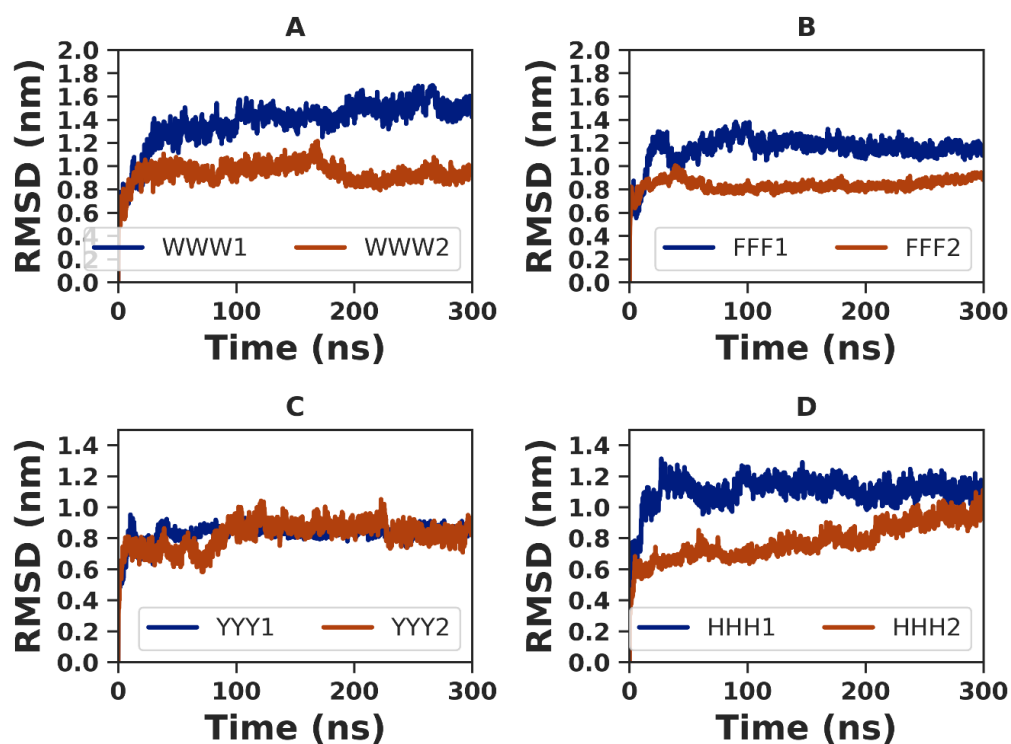 A
RMSD (nm)
2.0
1.8
1.6
1.4
1.2
1.0
0.8
0.6
0.4
0.2
0.0
WWW1 WWW2
0 100 200 300
Time (ns)
B
RMSD (nm)
2.0
1.8
1.6
1.4
1.2
1.0
0.8
0.6
0.4
0.2
0.0
FFF1 FFF2
0 100 200 300
Time (ns)
C
RMSD (nm)
1.4
1.2
1.0
0.8
0.6
0.4
0.2
0.0
YYY1 YYY2
0 100 200 300
Time (ns)
D
RMSD (nm)
1.4
1.2
1.0
0.8
0.6
0.4
0.2
0.0
HHH1 HHH2
0 100 200 300
Time (ns)